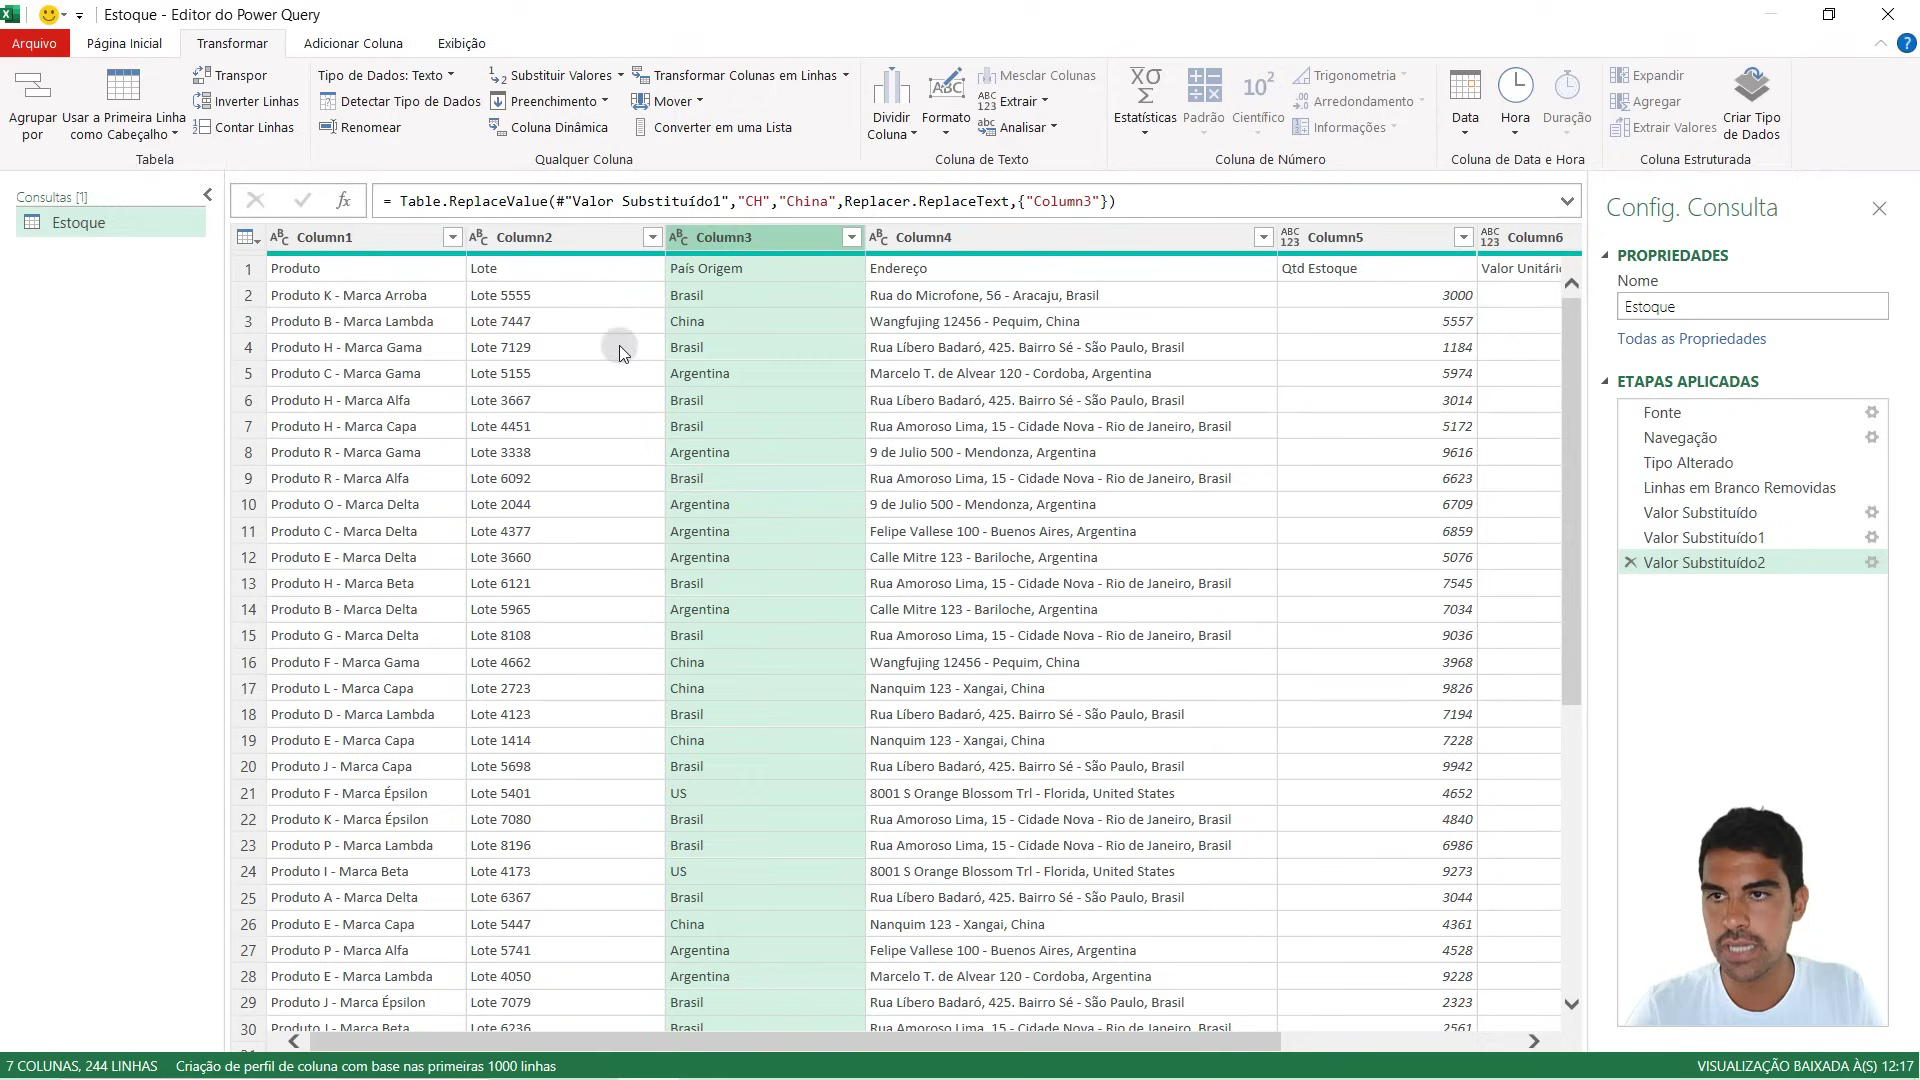 Estoque - Editor do Power Query
Arquivo Página Inicial Transformar Adicionar Coluna Exibição
Agrupar por
Usar a Primeira Linha como Cabeçalho
Transpor
Inverter Linhas
Contar Linhas
Tabela
Tipo de Dados: Texto
Detectar Tipo de Dados
Renomear
Substituir Valores
Preenchimento
Coluna Dinâmica
Transformar Colunas em Linhas
Mover
Converter em uma Lista
Qualquer Coluna
Dividir Coluna
Formato
Mesclar Colunas
Extrair
Analisar
Coluna de Texto
Estatísticas
Padrão
Científico
Trigonometria
Arredondamento
Informações
Coluna de Número
Data
Hora
Duração
Coluna de Data e Hora
Expandir
Agregar
Extrair Valores
Criar Tipo de Dados
Coluna Estruturada
Consultas [1]
Estoque
= Table.ReplaceValue(#"Valor Substituído1","CH","China",Replacer.ReplaceText,{"Column3"})
Column1 Column2 Column3 Column4 Column5 Column6
1 Produto Lote País Origem Endereço Qtd Estoque Valor Unitári
2 Produto K - Marca Arroba Lote 5555 Brasil Rua do Microfone, 56 - Aracaju, Brasil 3000
3 Produto B - Marca Lambda Lote 7447 China Wangfujing 12456 - Pequim, China 5557
4 Produto H - Marca Gama Lote 7129 Brasil Rua Líbero Badaró, 425. Bairro Sé - São Paulo, Brasil 1184
5 Produto C - Marca Gama Lote 5155 Argentina Marcelo T. de Alvear 120 - Cordoba, Argentina 5974
6 Produto H - Marca Alfa Lote 3667 Brasil Rua Líbero Badaró, 425. Bairro Sé - São Paulo, Brasil 3014
7 Produto H - Marca Capa Lote 4451 Brasil Rua Amoroso Lima, 15 - Cidade Nova - Rio de Janeiro, Brasil 5172
8 Produto R - Marca Gama Lote 3338 Argentina 9 de Julio 500 - Mendonza, Argentina 9616
9 Produto R - Marca Alfa Lote 6092 Brasil Rua Amoroso Lima, 15 - Cidade Nova - Rio de Janeiro, Brasil 6623
10 Produto O - Marca Delta Lote 2044 Argentina 9 de Julio 500 - Mendonza, Argentina 6709
11 Produto C - Marca Delta Lote 4377 Argentina Felipe Vallese 100 - Buenos Aires, Argentina 6859
12 Produto E - Marca Delta Lote 3660 Argentina Calle Mitre 123 - Bariloche, Argentina 5076
13 Produto H - Marca Beta Lote 6121 Brasil Rua Amoroso Lima, 15 - Cidade Nova - Rio de Janeiro, Brasil 7545
14 Produto B - Marca Delta Lote 5965 Argentina Calle Mitre 123 - Bariloche, Argentina 7034
15 Produto G - Marca Delta Lote 8108 Brasil Rua Amoroso Lima, 15 - Cidade Nova - Rio de Janeiro, Brasil 9036
16 Produto F - Marca Gama Lote 4662 China Wangfujing 12456 - Pequim, China 3968
17 Produto L - Marca Capa Lote 2723 China Nanquim 123 - Xangai, China 9826
18 Produto D - Marca Lambda Lote 4123 Brasil Rua Líbero Badaró, 425. Bairro Sé - São Paulo, Brasil 7194
19 Produto E - Marca Capa Lote 1414 China Nanquim 123 - Xangai, China 7228
20 Produto J - Marca Capa Lote 5698 Brasil Rua Líbero Badaró, 425. Bairro Sé - São Paulo, Brasil 9942
21 Produto F - Marca Épsilon Lote 5401 US 8001 S Orange Blossom Trl - Florida, United States 4652
22 Produto K - Marca Épsilon Lote 7080 Brasil Rua Amoroso Lima, 15 - Cidade Nova - Rio de Janeiro, Brasil 4840
23 Produto P - Marca Lambda Lote 8196 Brasil Rua Amoroso Lima, 15 - Cidade Nova - Rio de Janeiro, Brasil 6986
24 Produto I - Marca Beta Lote 4173 US 8001 S Orange Blossom Trl - Florida, United States 9273
25 Produto A - Marca Delta Lote 6367 Brasil Rua Líbero Badaró, 425. Bairro Sé - São Paulo, Brasil 3044
26 Produto E - Marca Capa Lote 5447 China Nanquim 123 - Xangai, China 4361
27 Produto P - Marca Alfa Lote 5741 Argentina Felipe Vallese 100 - Buenos Aires, Argentina 4528
28 Produto E - Marca Lambda Lote 4050 Argentina Marcelo T. de Alvear 120 - Cordoba, Argentina 9228
29 Produto J - Marca Épsilon Lote 7079 Brasil Rua Líbero Badaró, 425. Bairro Sé - São Paulo, Brasil 2323
30 Marca Beta Lote 6236 Brasil Rua Amoroso Lima, 15 - Cidade Nova - Rio de Janeiro, Brasil 2561
Config. Consulta
PROPRIEDADES
Nome
Estoque
Todas as Propriedades
ETAPAS APLICADAS
Fonte
Navegação
Tipo Alterado
Linhas em Branco Removidas
Valor Substituído
Valor Substituído1
Valor Substituído2
7 COLUNAS, 244 LINHAS Criação de perfil de coluna com base nas primeiras 1000 linhas VISUALIZAÇÃO BAIXADA À(S) 12:17